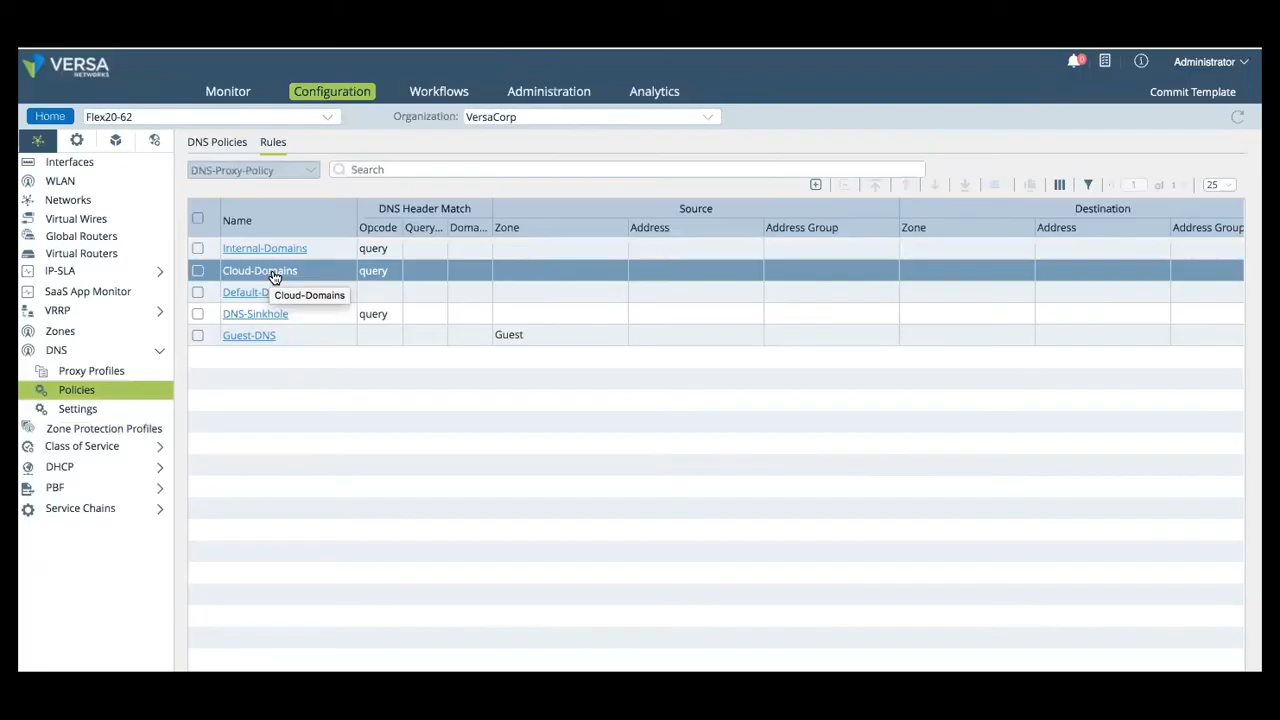 VERSA
NETWORKS
0
Administrator
Monitor
Configuration
Workflows
Administration
Analytics
Commit Template
Home
Flex20-62
Organization:
VersaCorp
Interfaces
WLAN
Networks
Virtual Wires
Global Routers
Virtual Routers
IP-SLA
SaaS App Monitor
VRRP
Zones
DNS
Proxy Profiles
Policies
Settings
Zone Protection Profiles
Class of Service
DHCP
PBF
Service Chains
DNS Policies
Rules
DNS-Proxy-Policy
Search
1 of 1
25
Name
DNS Header Match
Source
Destination
Opcode Query... Doma... Zone Address Address Group Zone Address Address Group
Internal-Domains query
Cloud-Domains query
Default-D
Cloud-Domains
DNS-Sinkhole query
Guest-DNS Guest